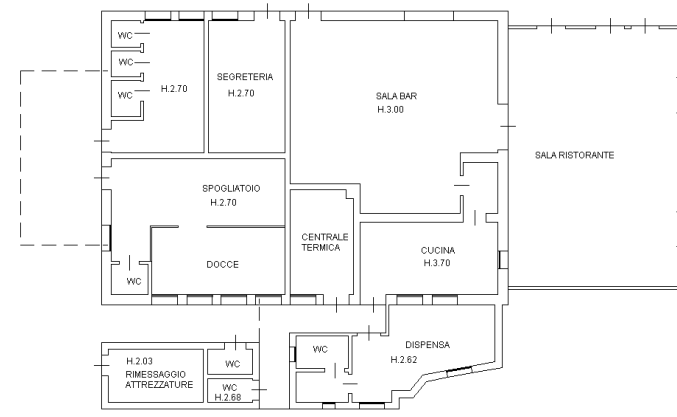 WC
WC
WC
H.2.70
SEGRETERIA
H.2.70
SALA BAR
H.3.00
SALA RISTORANTE
SPOGLIATOIO
H.2.70
CENTRALE
TERMICA
CUCINA
H.3.70
DOCCE
WC
H.2.03
RIMESSAGGIO
ATTREZZATURE
WC
WC
H.2.68
WC
DISPENSA
H.2.62